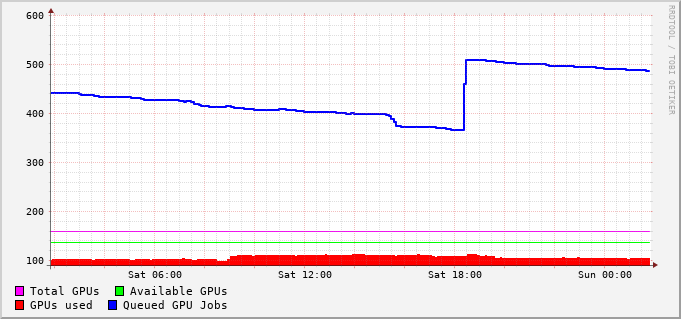 600
500
400
300
200
100
Sat 06:00 Sat 12:00 Sat 18:00 Sun 00:00
Total GPUs Available GPUs
GPUs used Queued GPU Jobs
RRDTOOL / TOBI OETIKER